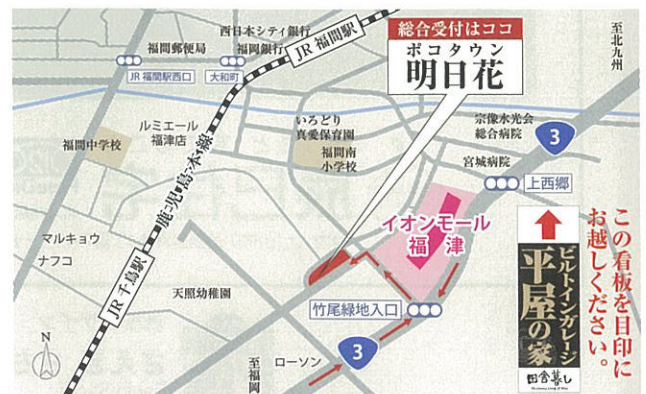 西日本シティ銀行
福間郵便局
福岡銀行
JR 福間駅
JR 福間駅西口
大和町
総合受付はココ
ポコタウン
明日花
至北九州
ルミエール
福津店
福間中学校
いろどり
真愛保育園
福間南
小学校
宗像水光会
総合病院
3
宮城病院
上西郷
鹿児島本線
イオンモール
福津
マルキョウ
ナフコ
JR 千鳥駅
天照幼稚園
竹尾緑地入口
ローソン
3
至福岡
N
この看板を目印に
お越しください。
ビルトインガレージ
平屋の家
田舎暮し